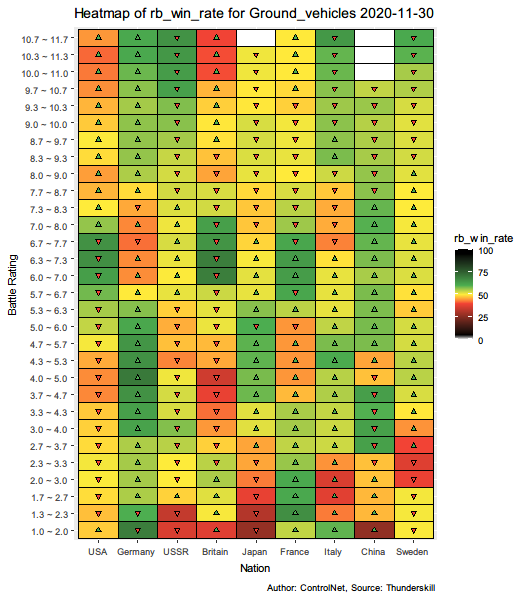 Heatmap of rb_win_rate for Ground_vehicles 2020-11-30
Battle Rating
10.7 ~ 11.7
10.3 ~ 11.3
10.0 ~ 11.0
9.7 ~ 10.7
9.3 ~ 10.3
9.0 ~ 10.0
8.7 ~ 9.7
8.3 ~ 9.3
8.0 ~ 9.0
7.7 ~ 8.7
7.3 ~ 8.3
7.0 ~ 8.0
6.7 ~ 7.7
6.3 ~ 7.3
6.0 ~ 7.0
5.7 ~ 6.7
5.3 ~ 6.3
5.0 ~ 6.0
4.7 ~ 5.7
4.3 ~ 5.3
4.0 ~ 5.0
3.7 ~ 4.7
3.3 ~ 4.3
3.0 ~ 4.0
2.7 ~ 3.7
2.3 ~ 3.3
2.0 ~ 3.0
1.7 ~ 2.7
1.3 ~ 2.3
1.0 ~ 2.0
USA Germany USSR Britain Japan France Italy China Sweden
Nation
rb_win_rate
100
75
50
25
0
Author: ControlNet, Source: Thunderskill